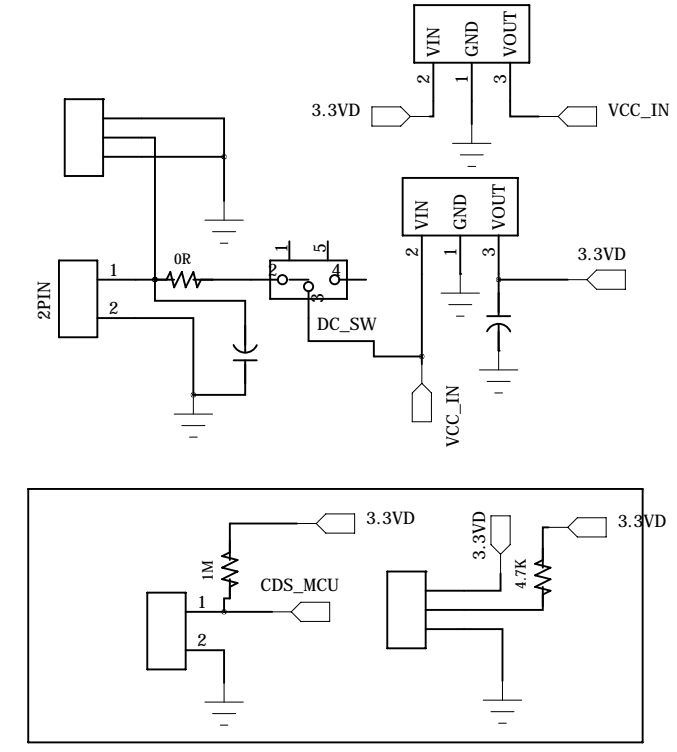 VIN
GND
VOUT
2
1
3
3.3VD
VCC_IN
VIN
GND
VOUT
2
1
3
3.3VD
1
5
0R
2
4
3
1
2
2PIN
DC_SW
VCC_IN
3.3VD
3.3VD
3.3VD
1M
4.7K
CDS_MCU
1
2